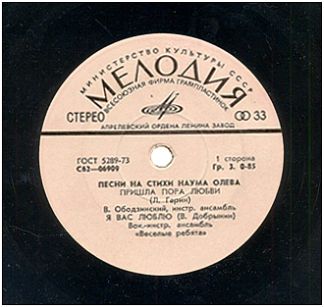 МИНИСТЕРСТВО КУЛЬТУРЫ СССР
МЕЛОДИЯ
ВСЕСОЮЗНАЯ ФИРМА ГРАМПЛАСТИНОК
СТЕРЕО
33
АПРЕЛЕВСКИЙ ОРДЕНА ЛЕНИНА ЗАВОД
ГОСТ 5289-73
С62—06909
1 сторона
Гр. 3. 0-85
ПЕСНИ НА СТИХИ НАУМА ОЛЕВА
ПРИШЛА ПОРА ЛЮБВИ
(Л. Гарин)
В. Ободзинский, инстр. ансамбль
Я ВАС ЛЮБЛЮ (В. Добрынин)
Вок.-инстр. ансамбль
«Веселые ребята»